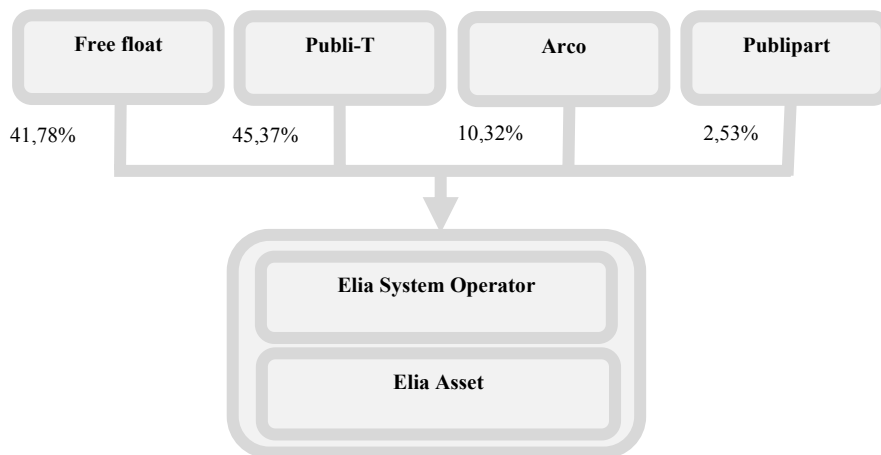 Free float
Publi-T
Arco
Publipart
41,78%
45,37%
10,32%
2,53%
Elia System Operator
Elia Asset